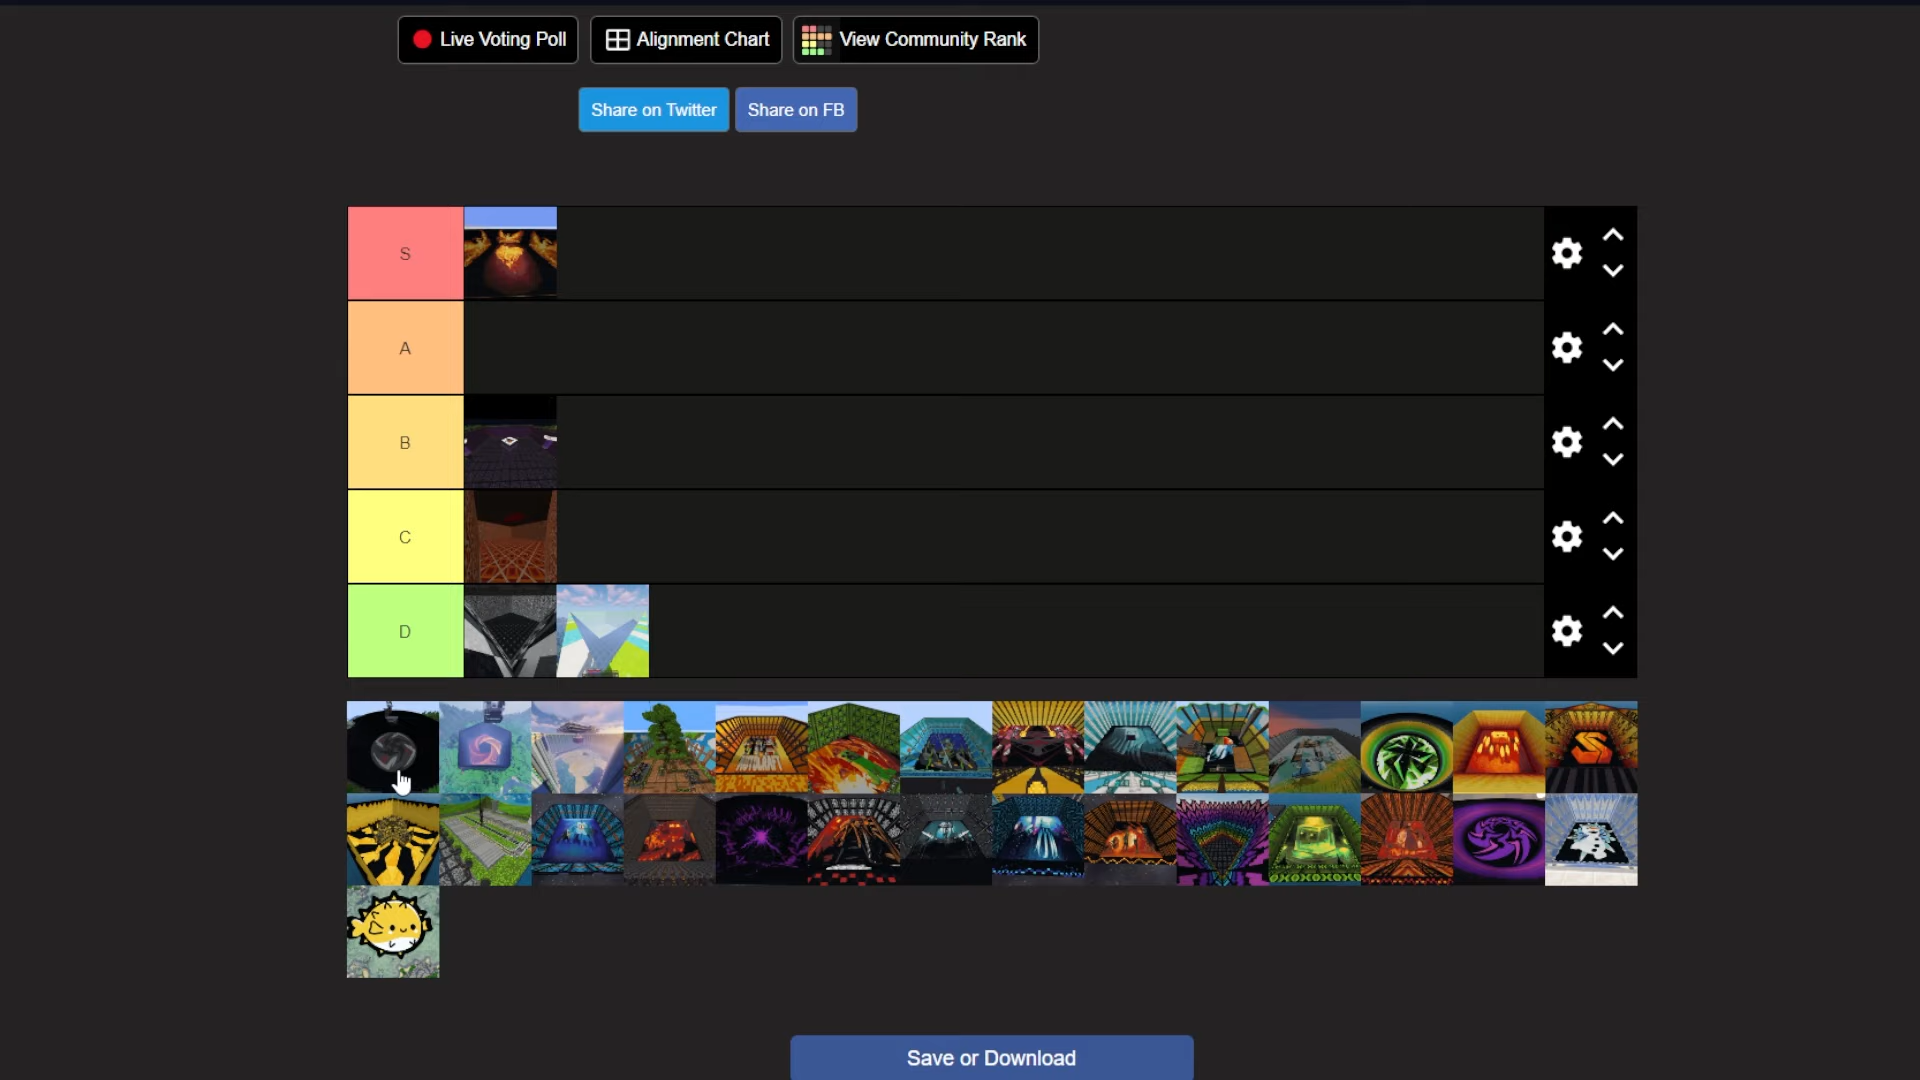 Live Voting Poll
Alignment Chart
View Community Rank
Share on Twitter
Share on FB
S
A
B
C
D
Save or Download